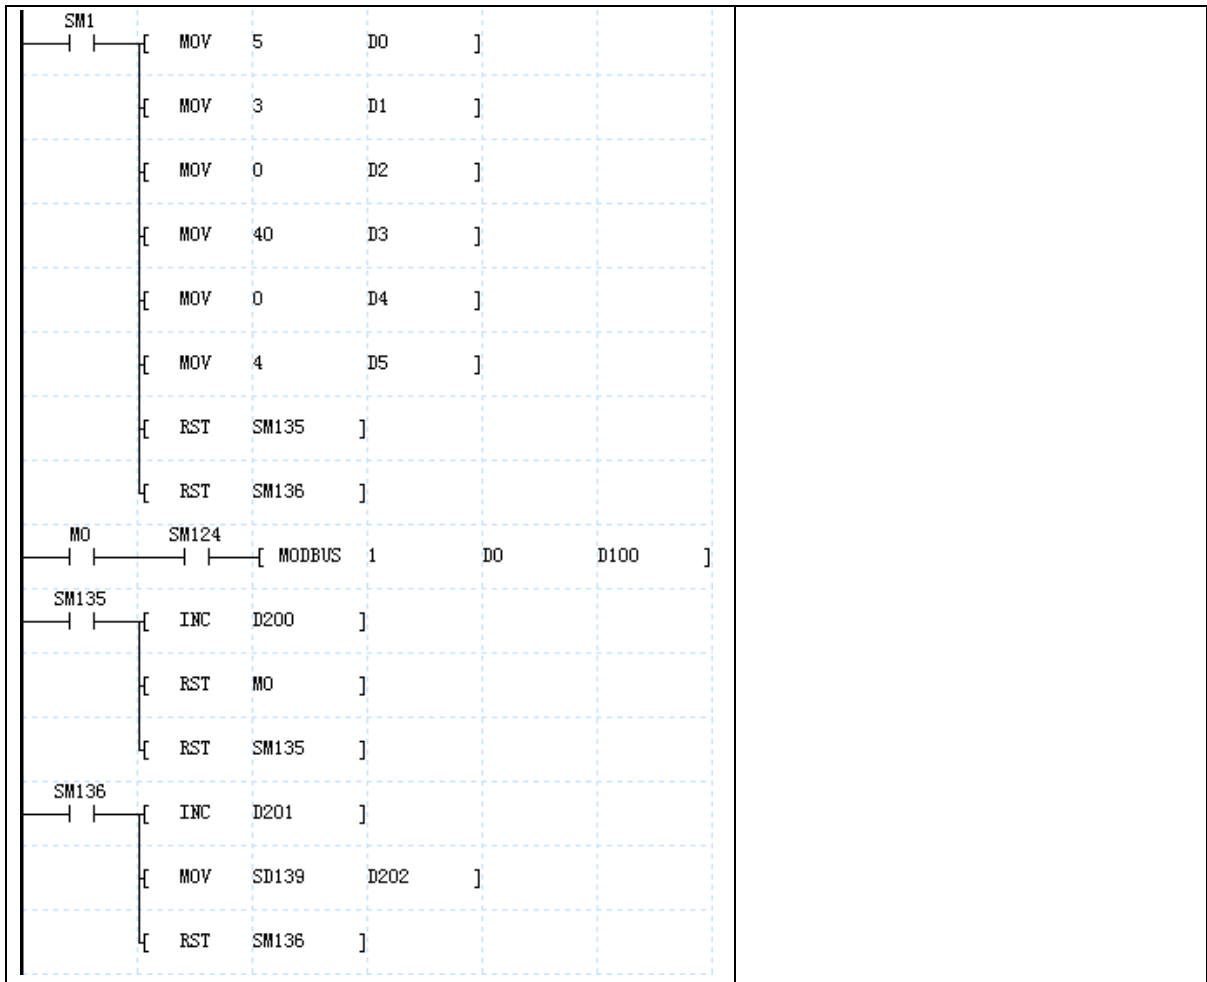 SM1
[ MOV 5 D0 ]
[ MOV 3 D1 ]
[ MOV 0 D2 ]
[ MOV 40 D3 ]
[ MOV 0 D4 ]
[ MOV 4 D5 ]
[ RST SM135 ]
[ RST SM136 ]
M0 SM124
[ MODBUS 1 D0 D100 ]
SM135
[ INC D200 ]
[ RST M0 ]
[ RST SM135 ]
SM136
[ INC D201 ]
[ MOV SD139 D202 ]
[ RST SM136 ]